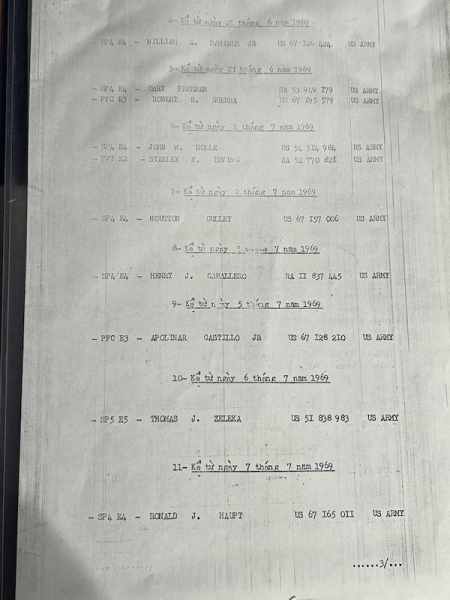 4- Kể từ ngày 21 tháng 6 năm 1969
- SP4 E4 - WILLIAM JR US 67 126 424 US ARMY
5- Kể từ ngày 21 tháng 6 năm 1969
- SP4 E4 - GARY FREEMAN RA 53 949 179 US ARMY
- PFC E3 - ROBERT R. GUERRA US 67 195 579 US ARMY
6- Kể từ ngày 1 tháng 7 năm 1969
- SP4 E4 - JOHN W. HOLLE US 54 514 984 US ARMY
- PVT E2 - STANLEY H. IRVING RA 52 770 821 US ARMY
7- Kể từ ngày 2 tháng 7 năm 1969
- SP4 E4 - HOUSTON GULLEY US 67 157 006 US ARMY
8- Kể từ ngày 3 tháng 7 năm 1969
- SP4 E4 - HENRY J. CABALLERO RA 11 837 445 US ARMY
9- Kể từ ngày 5 tháng 7 năm 1969
- PFC E3 - APOLINAR CASTILLO JR US 67 128 210 US ARMY
10- Kể từ ngày 6 tháng 7 năm 1969
- SP5 E5 - THOMAS J. ZELEKA US 51 838 983 US ARMY
11- Kể từ ngày 7 tháng 7 năm 1969
- SP4 E4 - RONALD J. HAUPT US 67 165 011 US ARMY
......3/...